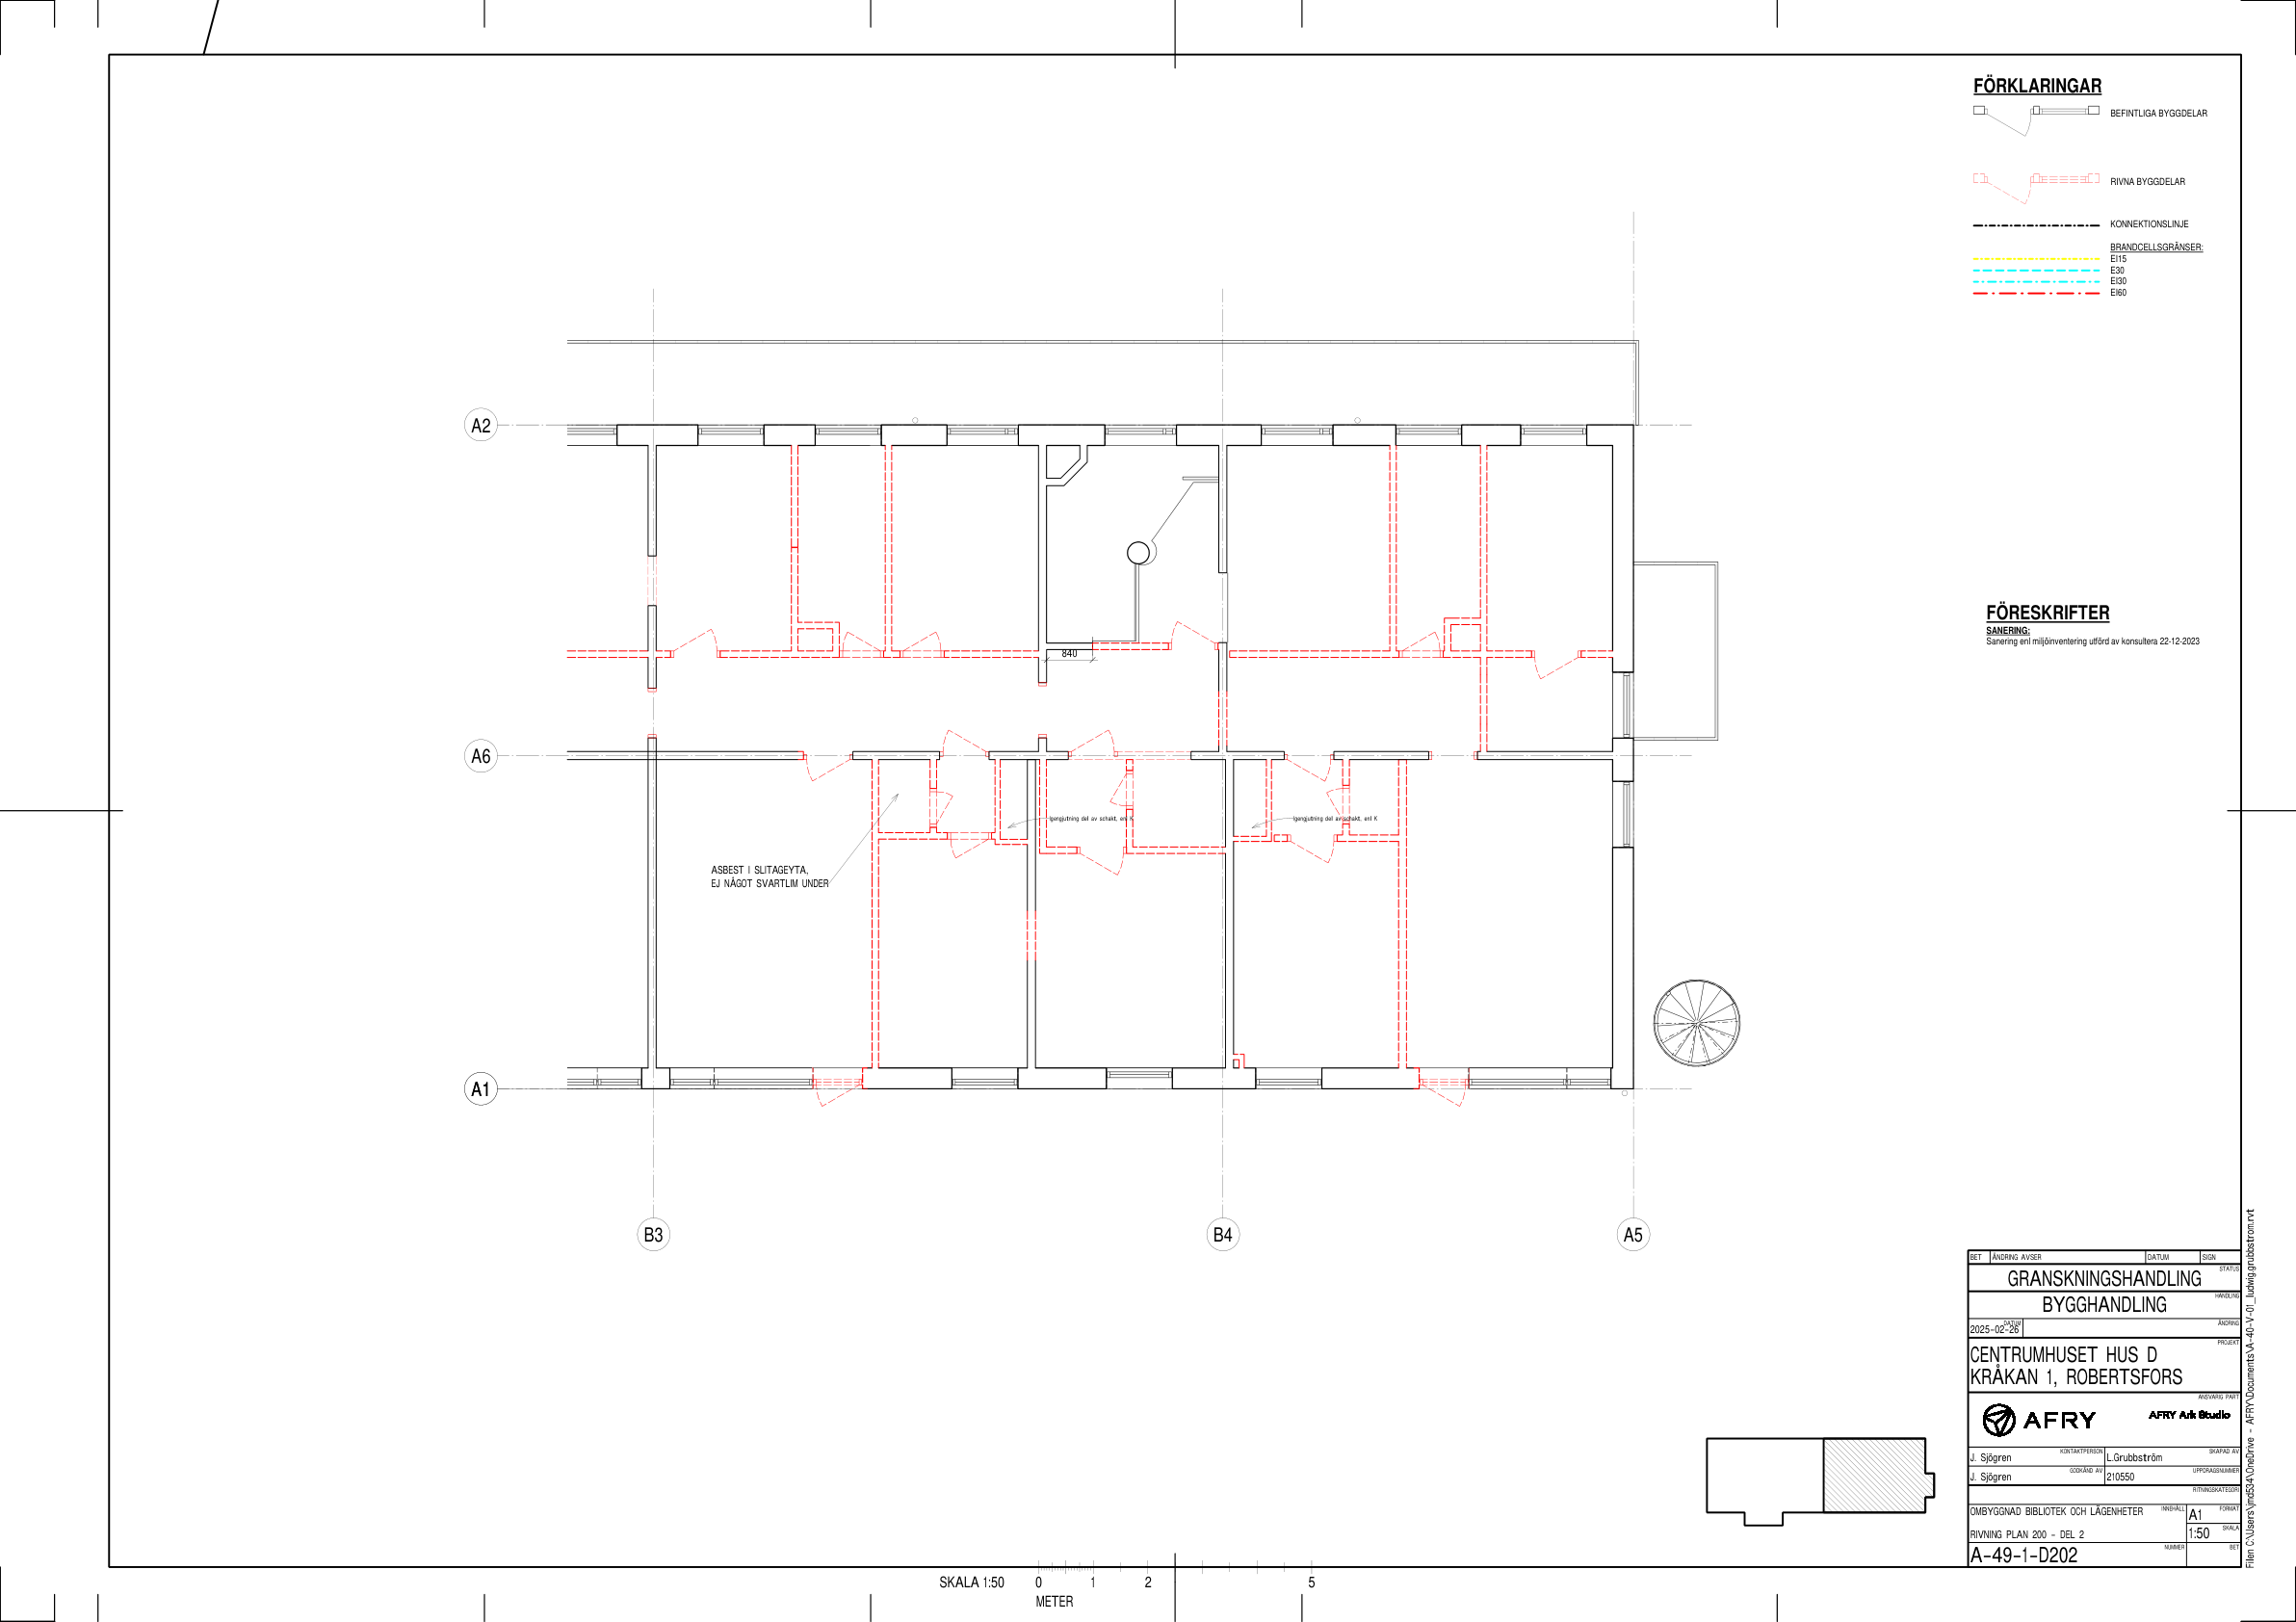 FÖRKLARINGAR
BEFINTLIGA BYGGDELAR
RIVNA BYGGDELAR
KONNEKTIONSLINJE
BRANDCELLSGRÄNSER:
EI15
E30
EI30
EI60
FÖRESKRIFTER
SANERING:
Sanering enl miljöinventering utförd av konsultera 22-12-2023
A2
840
A6
Igengjutning del av schakt, enl K
Igengjutning del av schakt, enl K
ASBEST I SLITAGEYTA,
EJ NÅGOT SVARTLIM UNDER
A1
B3
B4
A5
BET
ÄNDRING AVSER
DATUM
SIGN
STATUS
GRANSKNINGSHANDLING
HANDLING
BYGGHANDLING
DATUM
ÄNDRING
2025-02-26
PROJEKT
CENTRUMHUSET HUS D
KRÅKAN 1, ROBERTSFORS
ANSVARIG PART
AFRY
AFRY Ark Studio
KONTAKTPERSON
SKAPAD AV
J. Sjögren
L.Grubbström
GODKÄND AV
UPPDRAGSNUMMER
J. Sjögren
210550
RITNINGSKATEGORI
INNEHÅLL
FORMAT
OMBYGGNAD BIBLIOTEK OCH LÄGENHETER
A1
SKALA
RIVNING PLAN 200 - DEL 2
1:50
NUMMER
BET
A-49-1-D202
Filen C:\Users\jnd534\OneDrive - AFRY\Documents\A-40-V-01_ludwig.grubbstrom.rvt
SKALA 1:50
0 1 2 5
METER